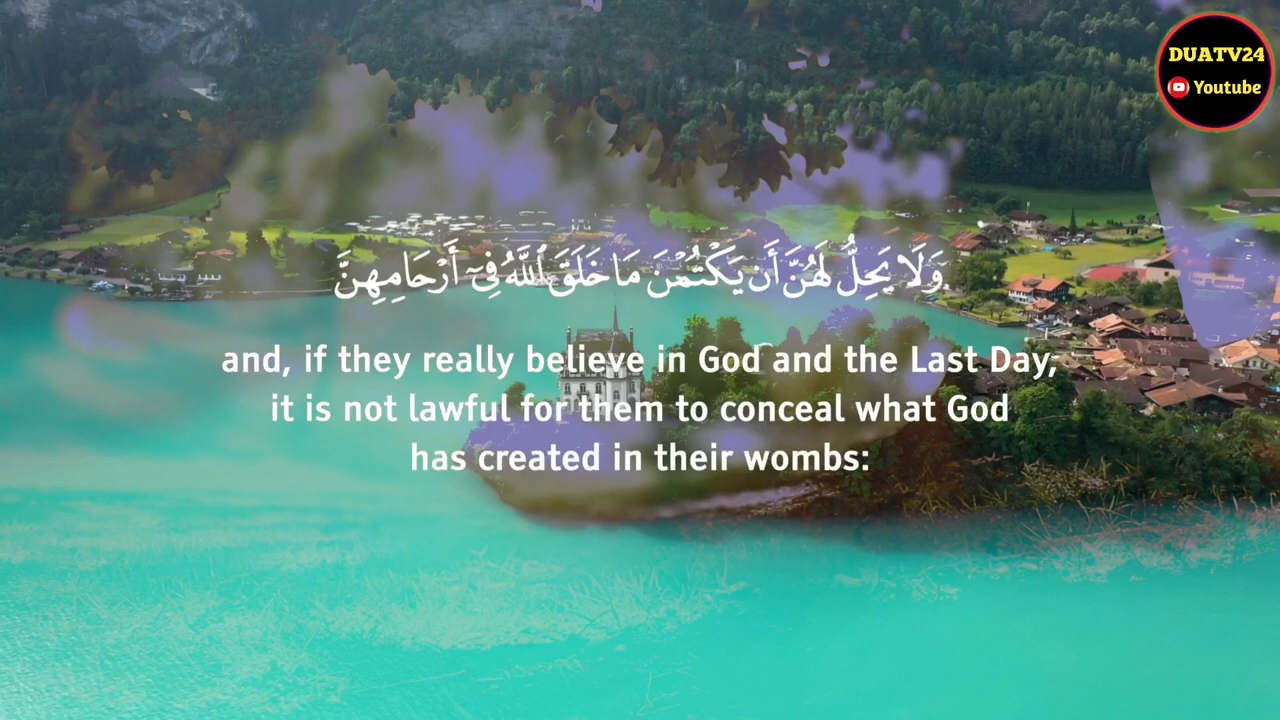 DUATV24
Youtube
وَلَا يَحِلُّ لَهُنَّ أَن يَكْتُمْنَ مَا خَلَقَ ٱللَّهُ فِىٓ أَرْحَامِهِنَّ
and, if they really believe in God and the Last Day,
it is not lawful for them to conceal what God
has created in their wombs: